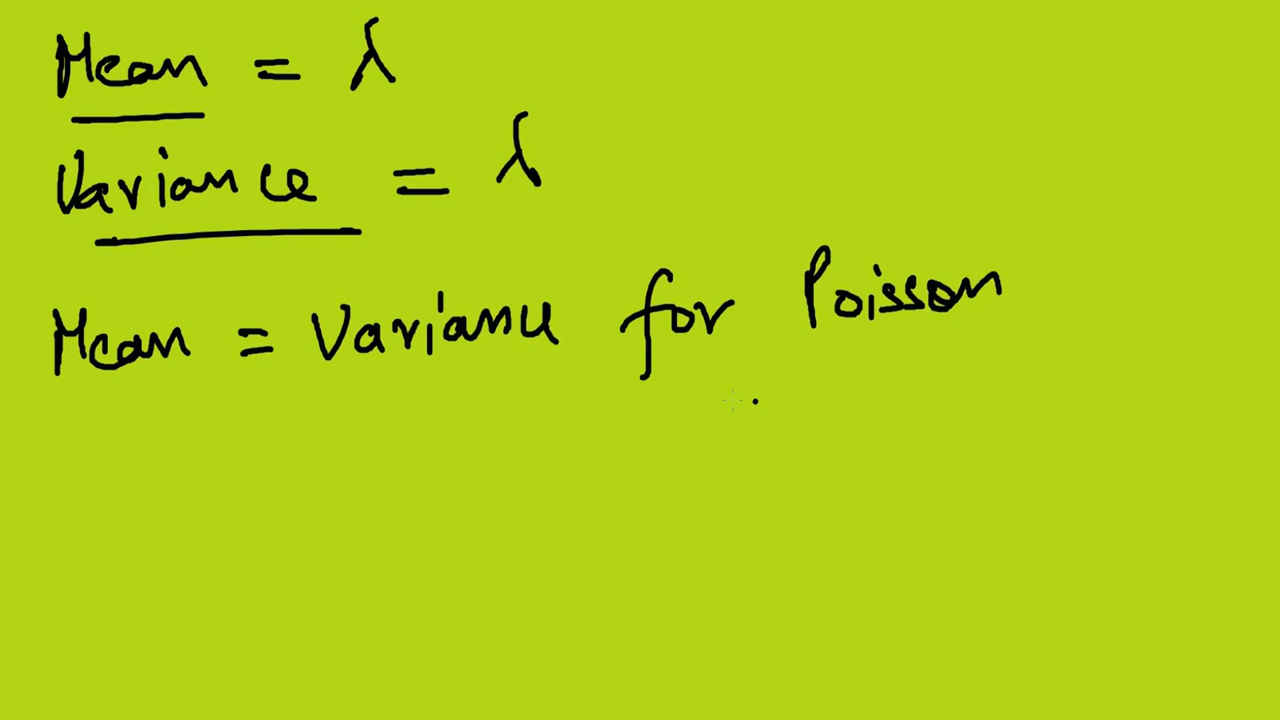 Mean = λ
Variance = λ
Mean = Variance for Poisson